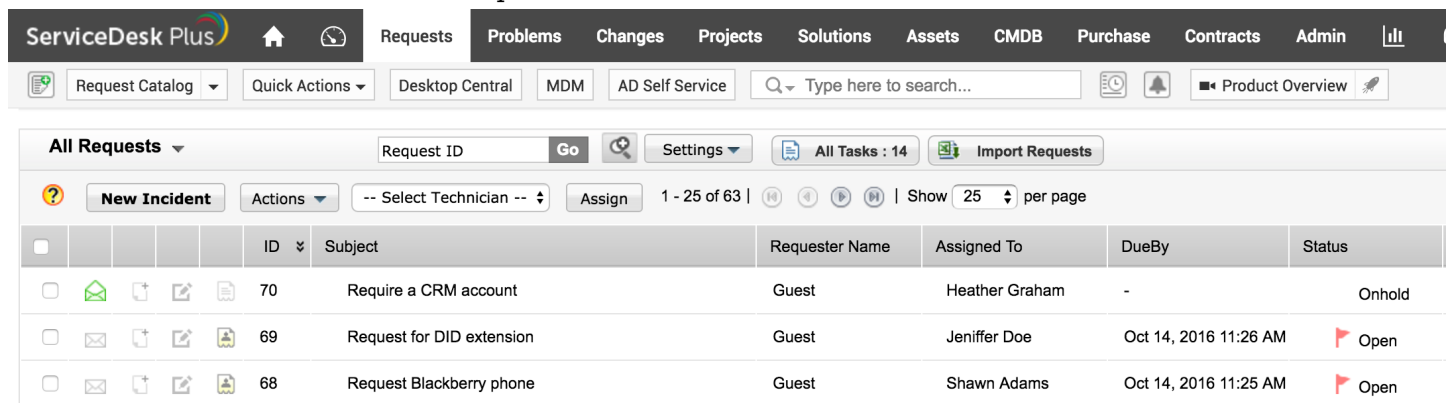 ServiceDesk Plus Requests Problems Changes Projects Solutions Assets CMDB Purchase Contracts Admin
Request Catalog Quick Actions Desktop Central MDM AD Self Service Type here to search... Product Overview
All Requests Request ID Go Settings All Tasks : 14 Import Requests
? New Incident Actions -- Select Technician -- Assign 1 - 25 of 63 | | Show 25 per page
ID Subject Requester Name Assigned To DueBy Status
70 Require a CRM account Guest Heather Graham - Onhold
69 Request for DID extension Guest Jeniffer Doe Oct 14, 2016 11:26 AM Open
68 Request Blackberry phone Guest Shawn Adams Oct 14, 2016 11:25 AM Open